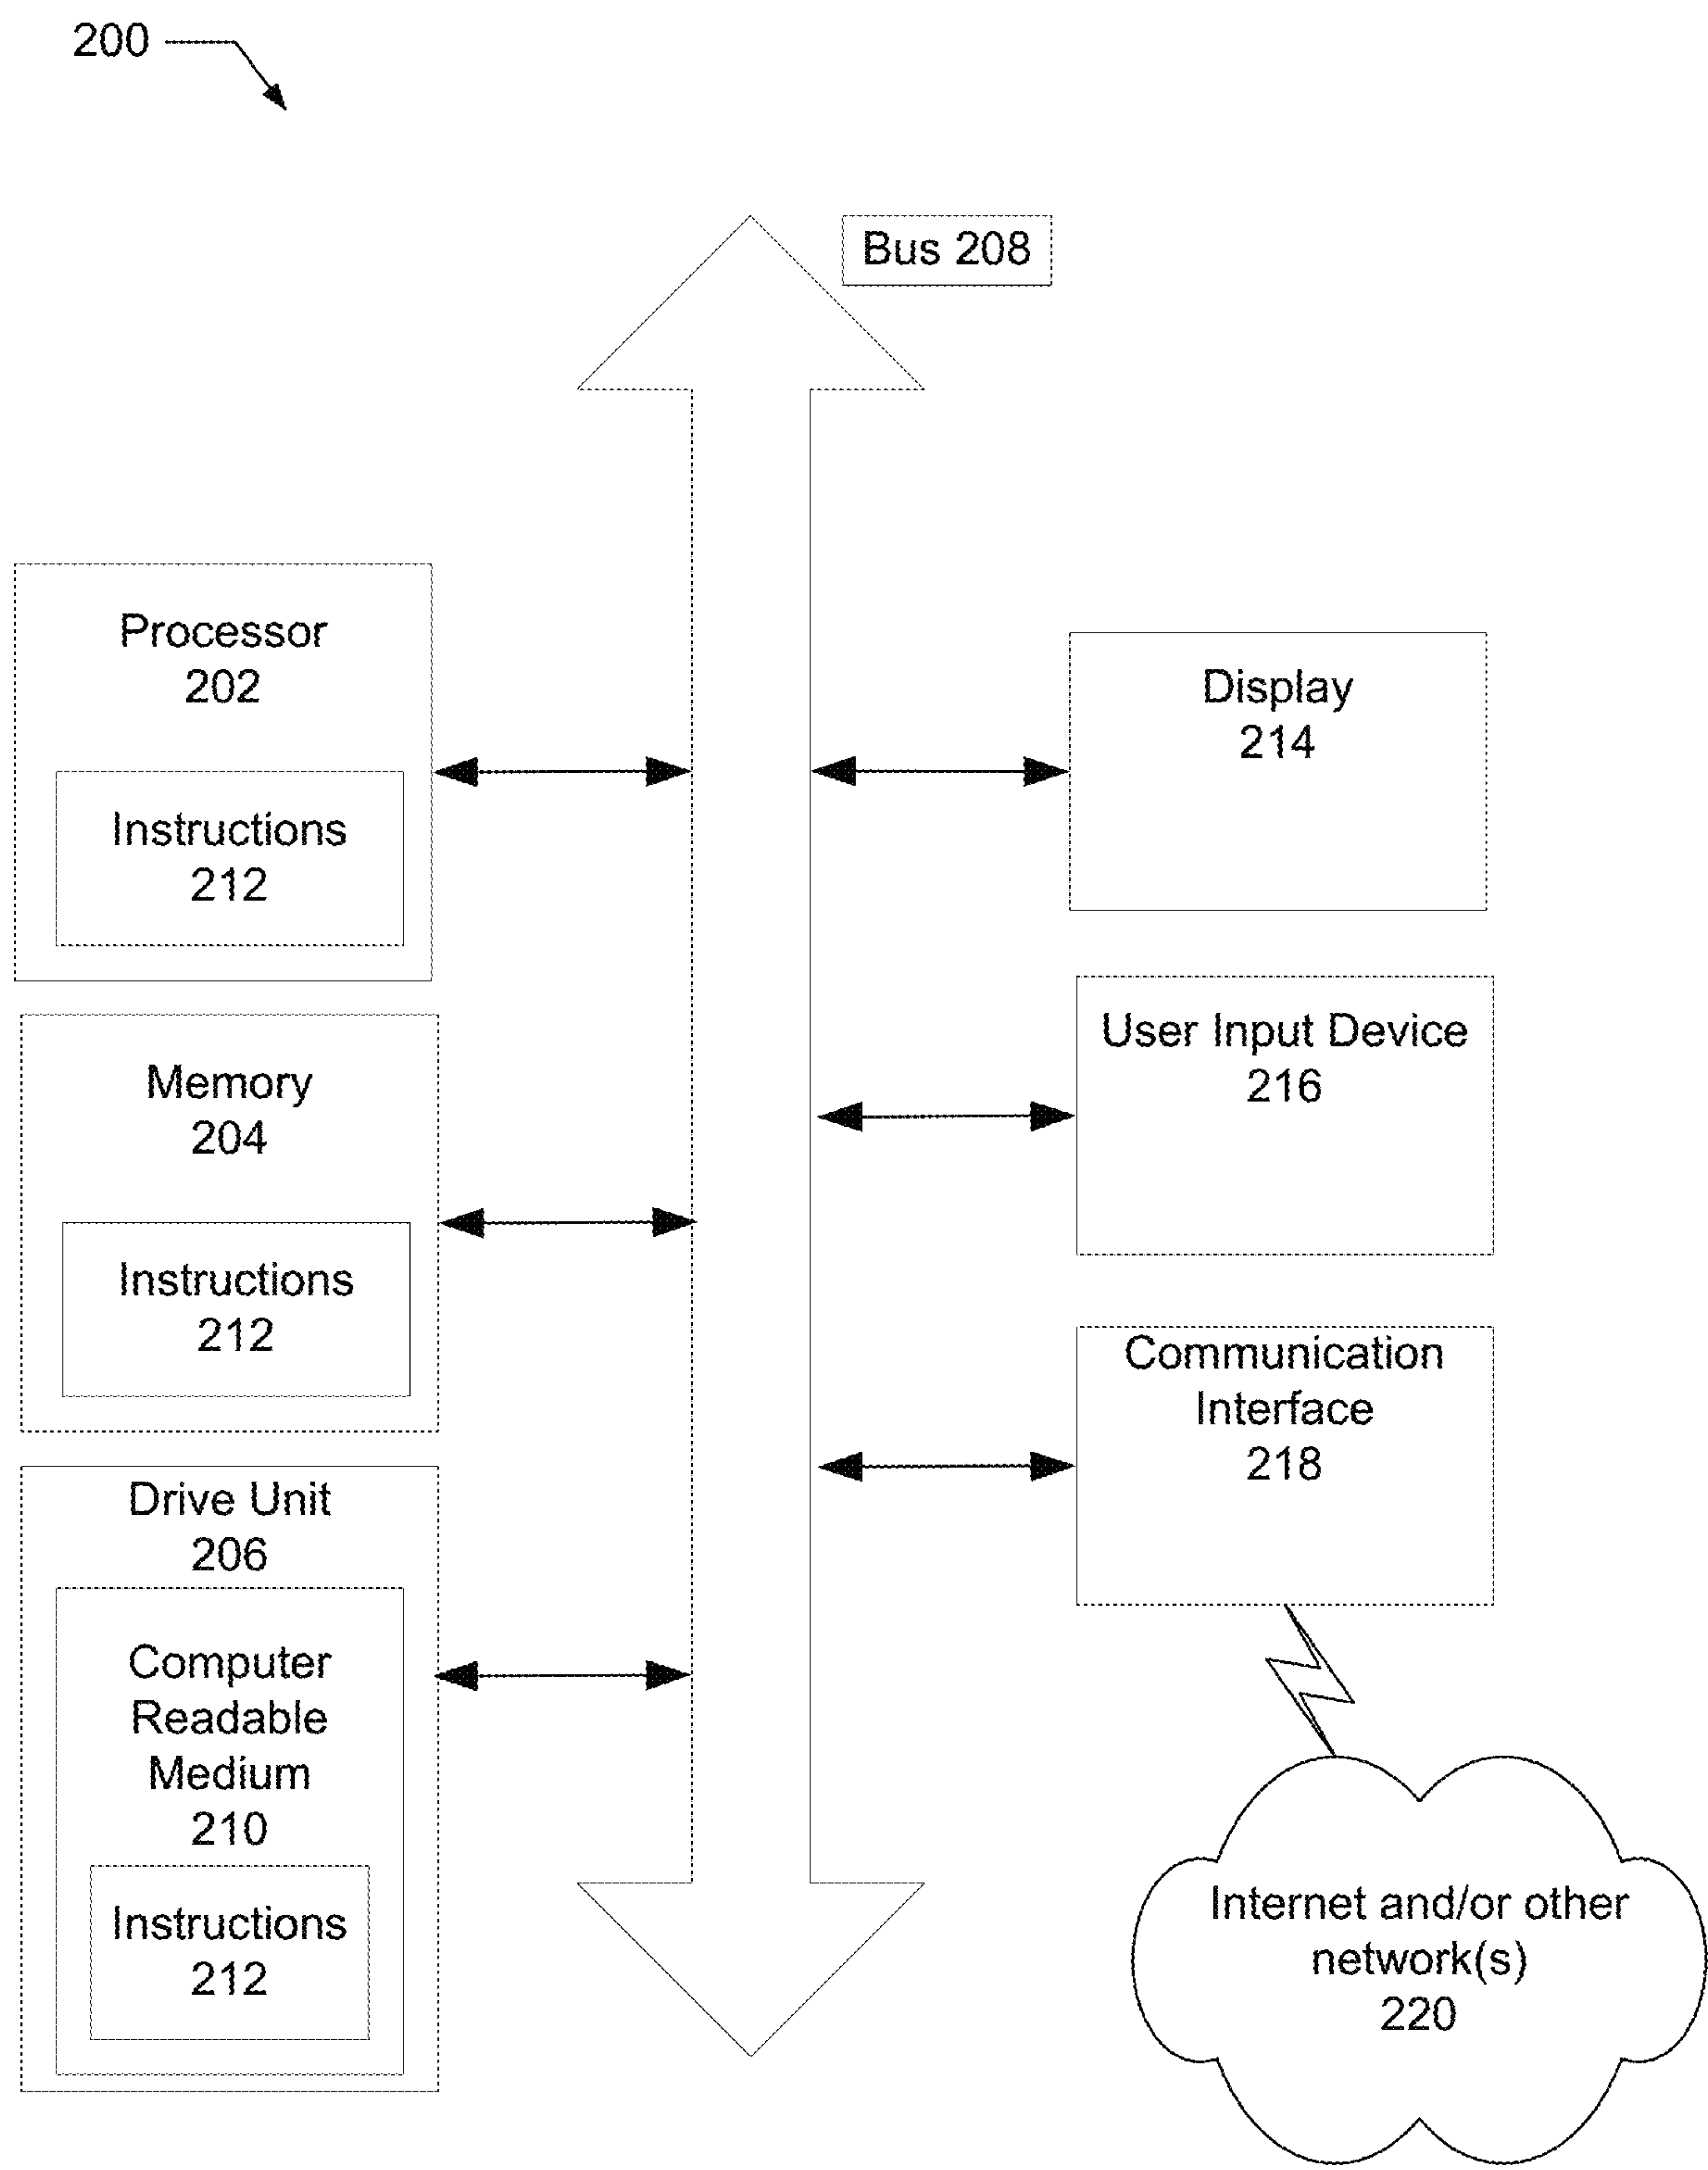 200
Bus 208
Processor
202
Instructions
212
Memory
204
Instructions
212
Drive Unit
206
Computer
Readable
Medium
210
Instructions
212
Display
214
User Input Device
216
Communication
Interface
218
Internet and/or other
network(s)
220